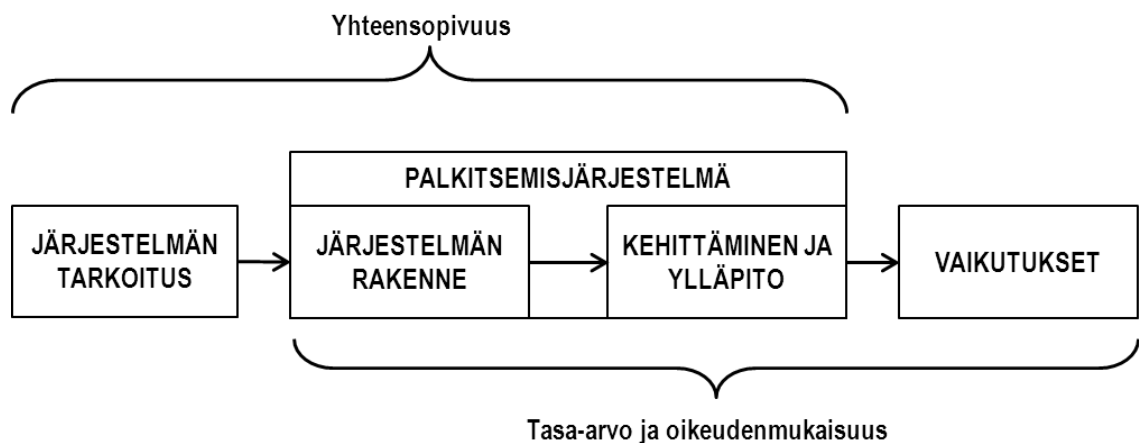 Yhteensopivuus
PALKITSEMISJÄRJESTELMÄ
JÄRJESTELMÄN
TARKOITUS
JÄRJESTELMÄN
RAKENNE
KEHITTÄMINEN JA
YLLÄPITO
VAIKUTUKSET
Tasa-arvo ja oikeudenmukaisuus